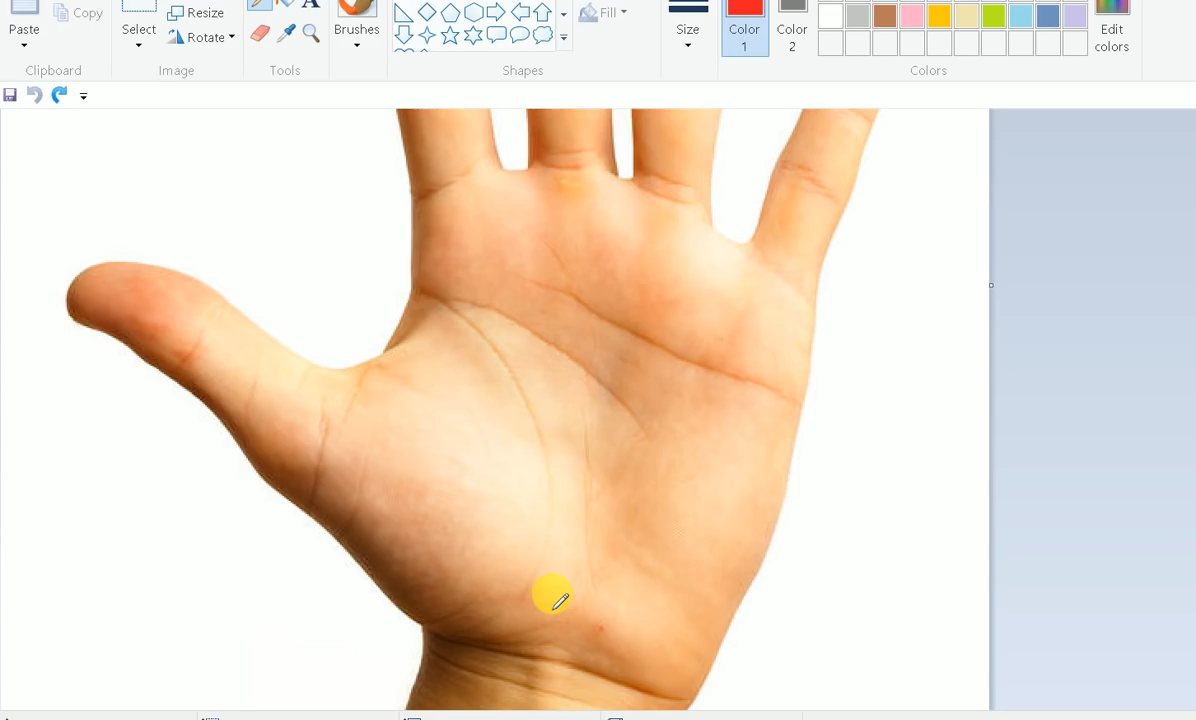 Paste
Copy
Clipboard
Select
Resize
Rotate
Image
A
Tools
Brushes
Fill
Shapes
Size
Color 1
Color 2
Edit colors
Colors